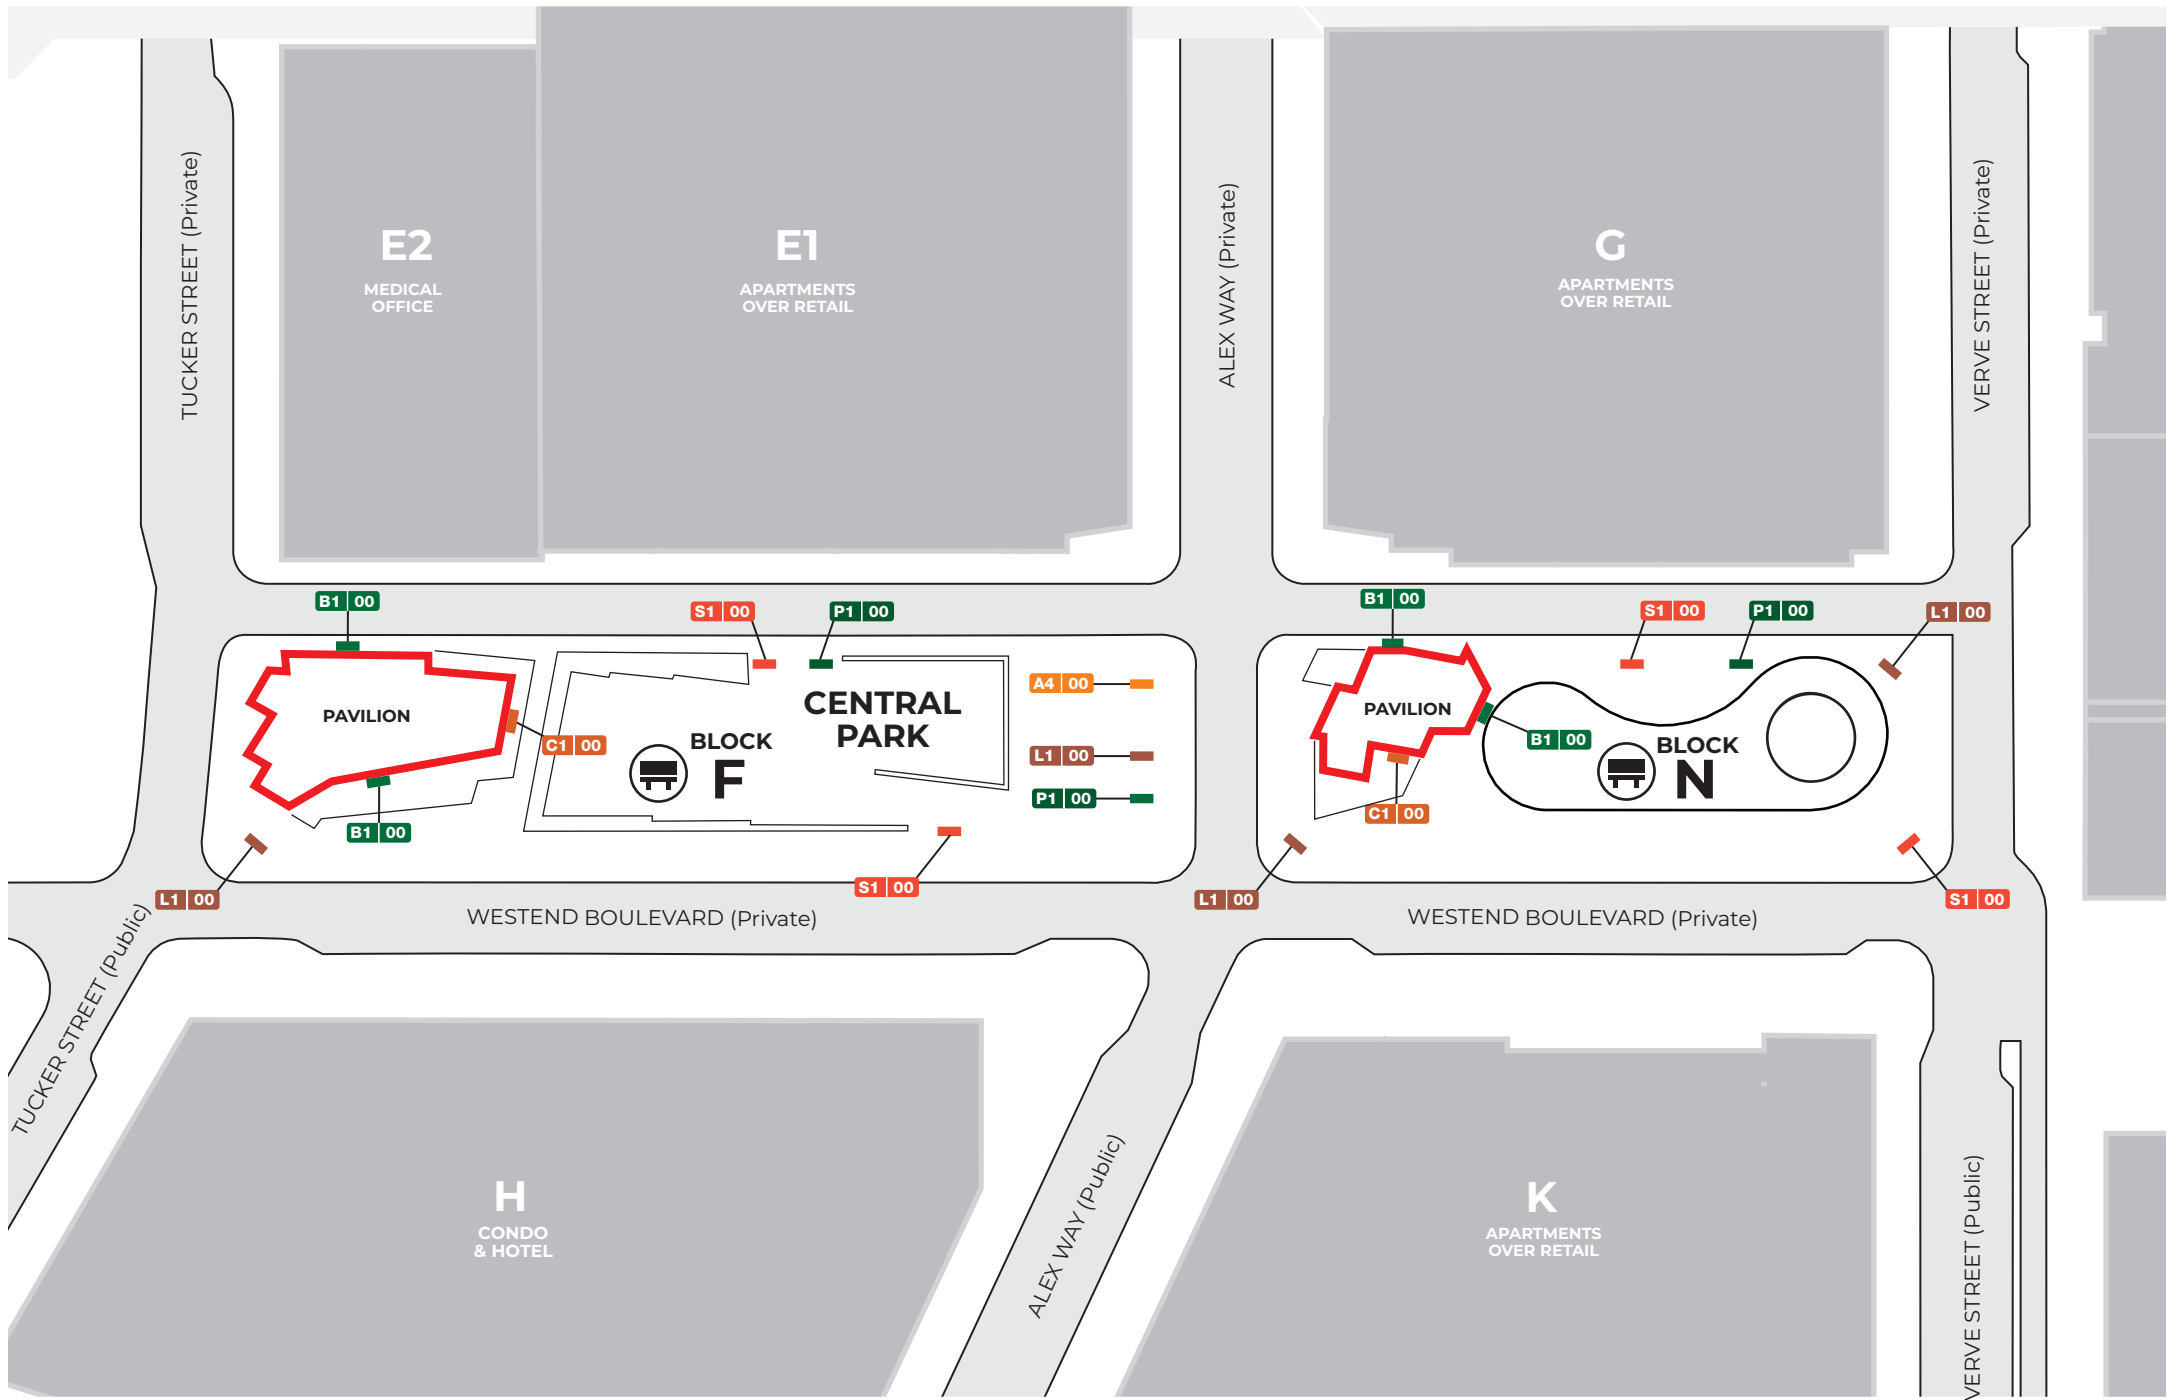 TUCKER STREET (Private)
E2
MEDICAL
OFFICE
E1
APARTMENTS
OVER RETAIL
ALEX WAY (Private)
G
APARTMENTS
OVER RETAIL
VERVE STREET (Private)
B1 00
S1 00
P1 00
B1 00
S1 00
P1 00
L1 00
PAVILION
C1 00
B1 00
L1 00
BLOCK
F
CENTRAL
PARK
A4 00
L1 00
P1 00
S1 00
PAVILION
B1 00
C1 00
BLOCK
N
L1 00
S1 00
WESTEND BOULEVARD (Private)
WESTEND BOULEVARD (Private)
TUCKER STREET (Public)
H
CONDO
& HOTEL
ALEX WAY (Public)
K
APARTMENTS
OVER RETAIL
VERVE STREET (Public)